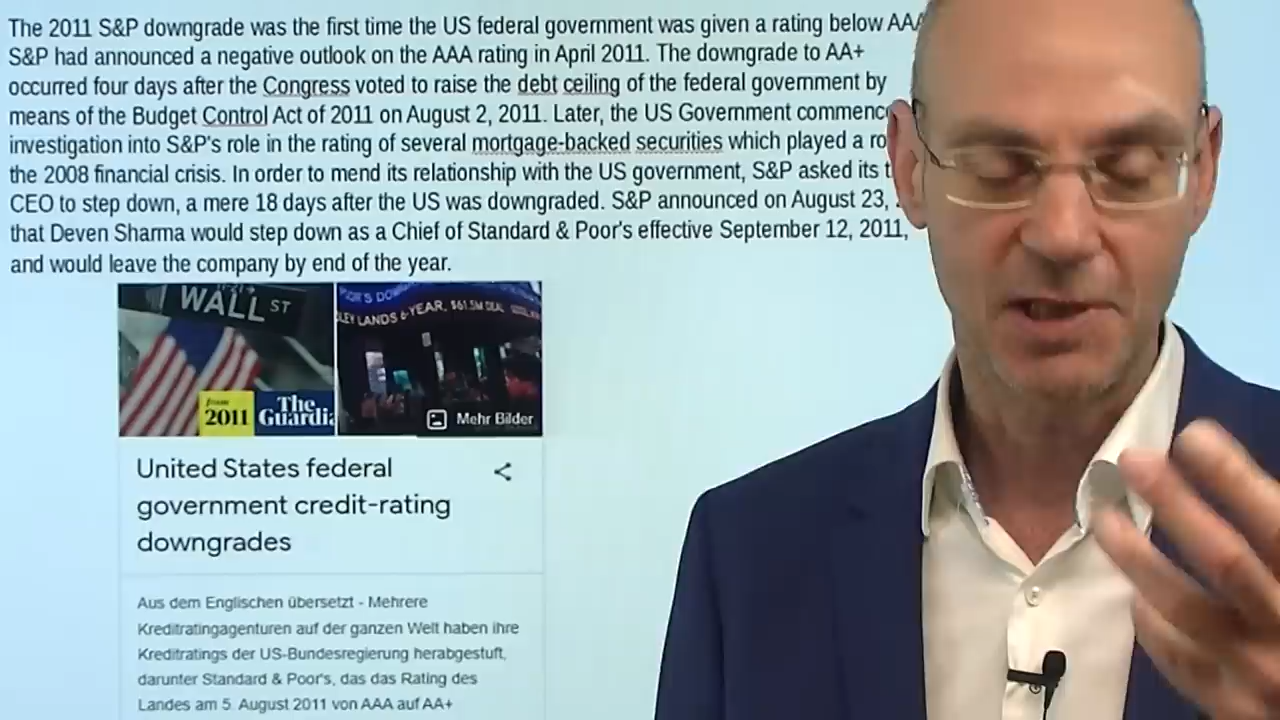 The 2011 S&P downgrade was the first time the US federal government was given a rating below AAA
S&P had announced a negative outlook on the AAA rating in April 2011. The downgrade to AA+
occurred four days after the Congress voted to raise the debt ceiling of the federal government by
means of the Budget Control Act of 2011 on August 2, 2011. Later, the US Government commenc
investigation into S&P's role in the rating of several mortgage-backed securities which played a ro
the 2008 financial crisis. In order to mend its relationship with the US government, S&P asked its t
CEO to step down, a mere 18 days after the US was downgraded. S&P announced on August 23,
that Deven Sharma would step down as a Chief of Standard & Poor's effective September 12, 2011,
and would leave the company by end of the year.
WALL ST
from
2011
The
Guardia
LEY LANDS 6-YEAR, $61.5M DEAL
Mehr Bilder
United States federal
government credit-rating
downgrades
Aus dem Englischen übersetzt - Mehrere
Kreditratingagenturen auf der ganzen Welt haben ihre
Kreditratings der US-Bundesregierung herabgestuft,
darunter Standard & Poor's, das das Rating des
Landes am 5. August 2011 von AAA auf AA+